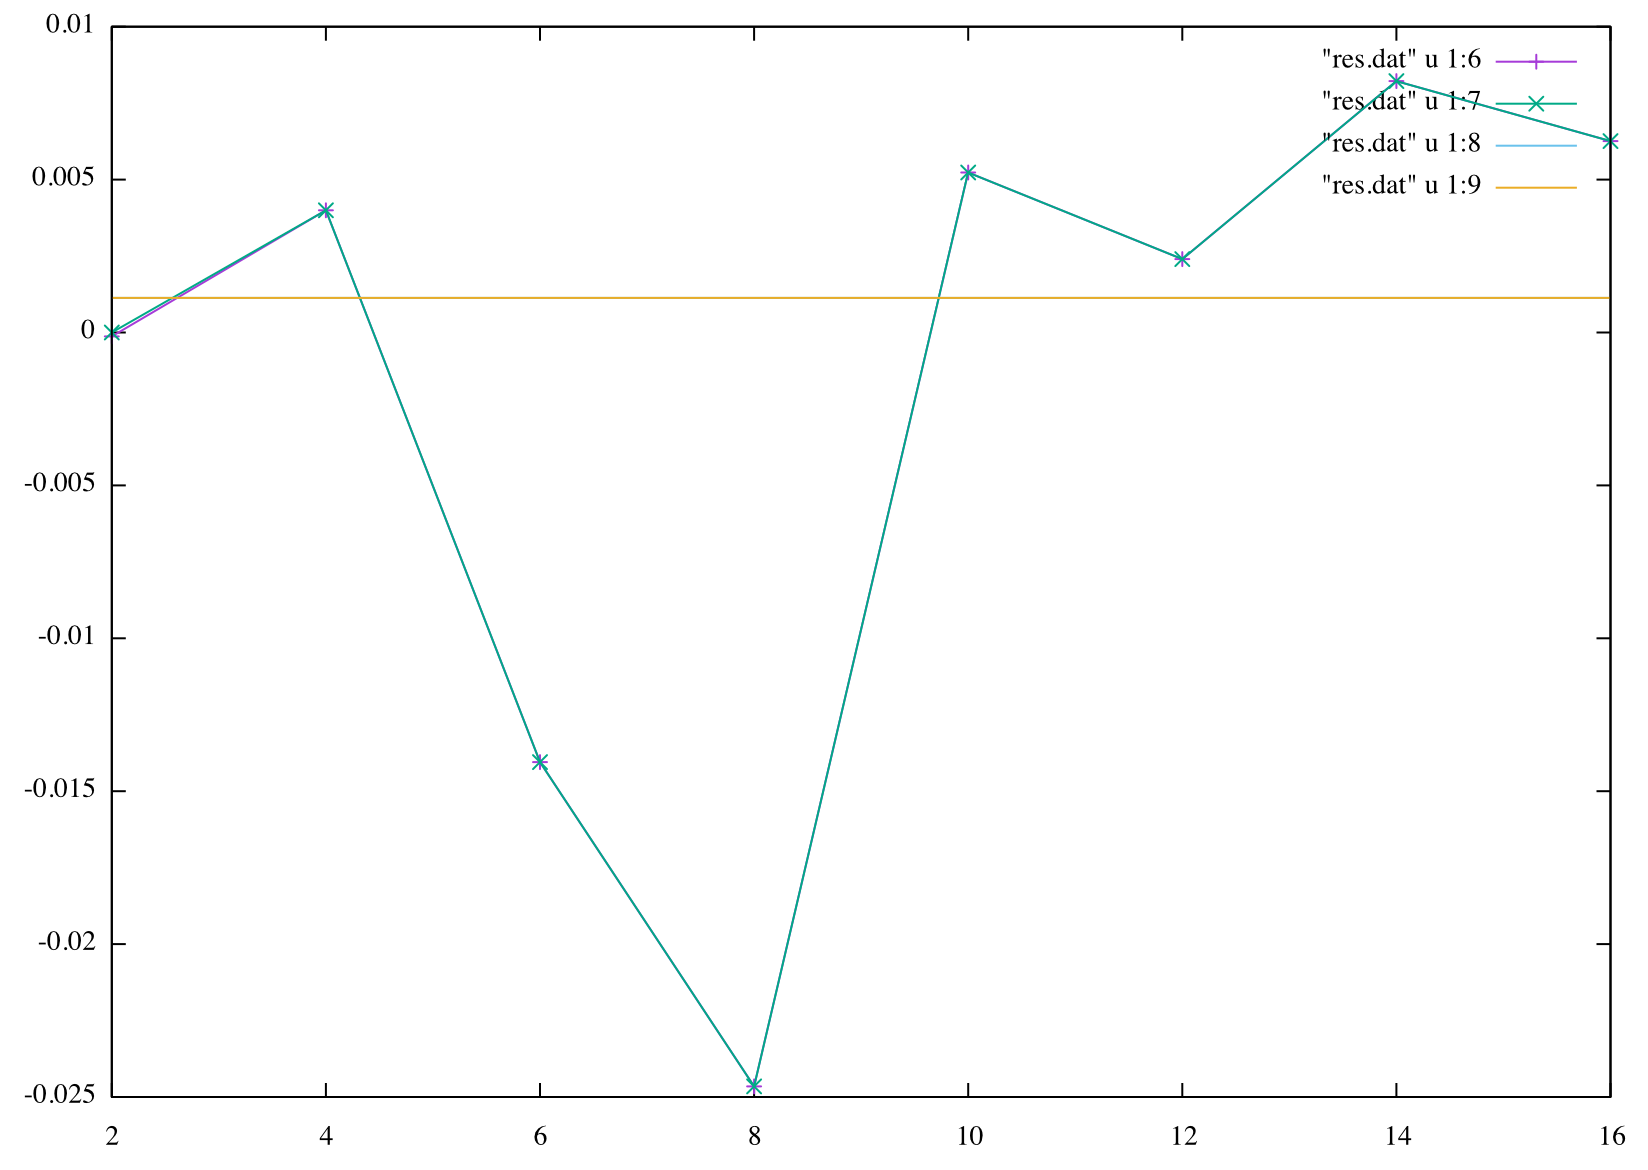 0.01
0.005
0
-0.005
-0.01
-0.015
-0.02
-0.025
2 4 6 8 10 12 14 16
"res.dat" u 1:6
"res.dat" u 1:7
"res.dat" u 1:8
"res.dat" u 1:9